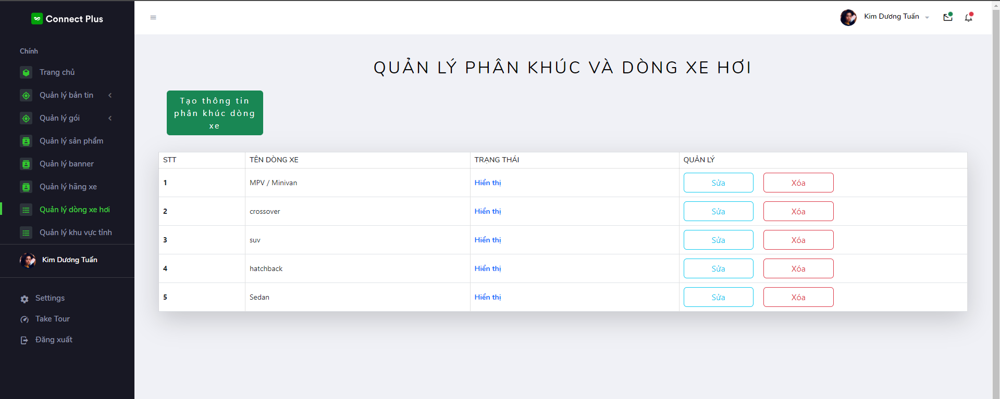 Connect Plus
Kim Dương Tuấn
Chính
Trang chủ
Quản lý bản tin
Quản lý gói
Quản lý sản phẩm
Quản lý banner
Quản lý hãng xe
Quản lý dòng xe hơi
Quản lý khu vực tỉnh
Kim Dương Tuấn
Settings
Take Tour
Đăng xuất
QUẢN LÝ PHÂN KHÚC VÀ DÒNG XE HƠI
Tạo thông tin
phân khúc dòng
xe
STT TÊN DÒNG XE TRẠNG THÁI QUẢN LÝ
1 MPV / Minivan Hiển thị Sửa Xóa
2 crossover Hiển thị Sửa Xóa
3 suv Hiển thị Sửa Xóa
4 hatchback Hiển thị Sửa Xóa
5 Sedan Hiển thị Sửa Xóa